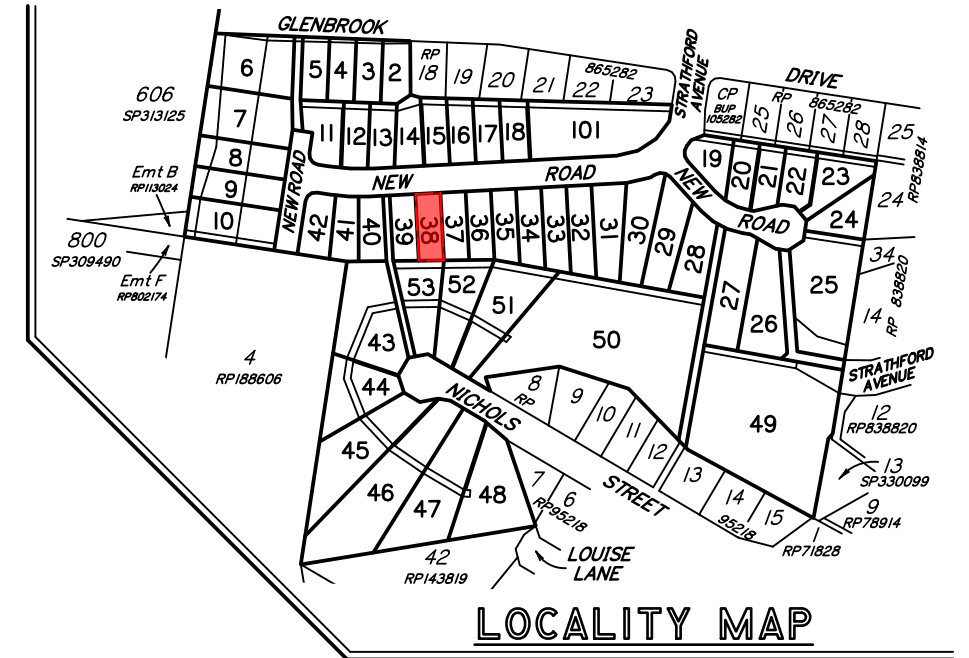 GLENBROOK
STRATHFORD
AVENUE
DRIVE
6
5
4
3
2
RP
18
19
20
21
865282
22
23
CP
BUP
105282
RP
865282
25
26
27
28
25
RP838814
606
SP313125
7
11
12
13
14
15
16
17
18
101
19
20
21
22
23
24
8
Emt B
RP113024
9
NEW ROAD
NEW
ROAD
NEW
ROAD
24
10
800
SP309490
42
41
40
39
38
37
36
35
34
33
32
31
30
29
28
34
838820
RP
14
Emt F
RP802174
53
52
51
27
26
25
50
43
4
RP188606
STRATHFORD
AVENUE
44
NICHOLS
8
RP
9
10
11
12
49
12
RP838820
45
13
SP330099
46
47
48
7
6
RP95218
STREET
13
14
15
95218
9
RP78914
1
RP71828
42
RP143819
LOUISE
LANE
LOCALITY MAP